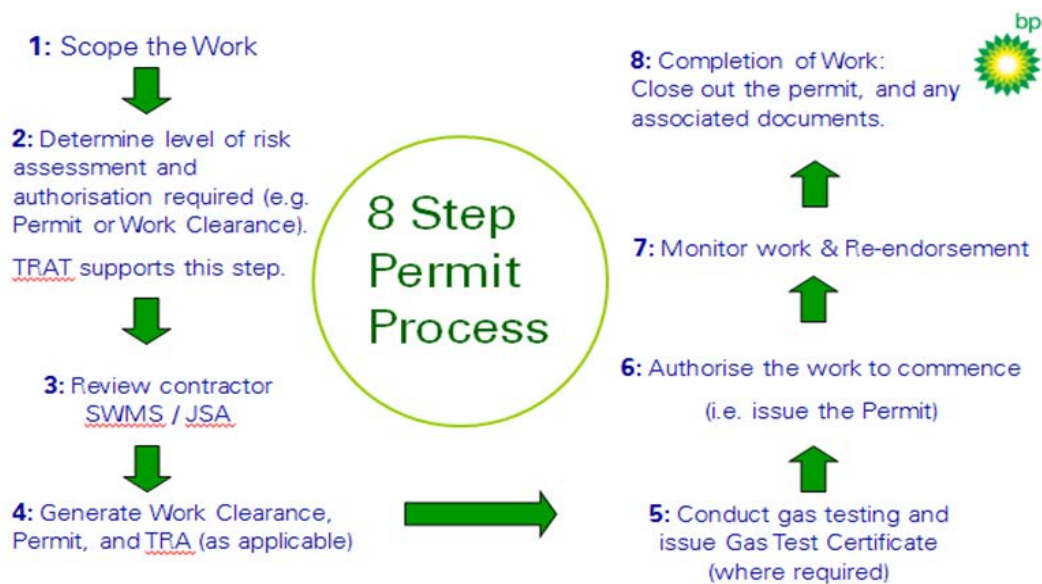 1: Scope the Work
2: Determine level of risk
assessment and
authorisation required (e.g.
Permit or Work Clearance).
TRAT supports this step.
3: Review contractor
SWMS / JSA
4: Generate Work Clearance,
Permit, and TRA (as applicable)
8 Step
Permit
Process
5: Conduct gas testing and
issue Gas Test Certificate
(where required)
6: Authorise the work to commence
(i.e. issue the Permit)
7: Monitor work & Re-endorsement
8: Completion of Work:
Close out the permit, and any
associated documents.
bp